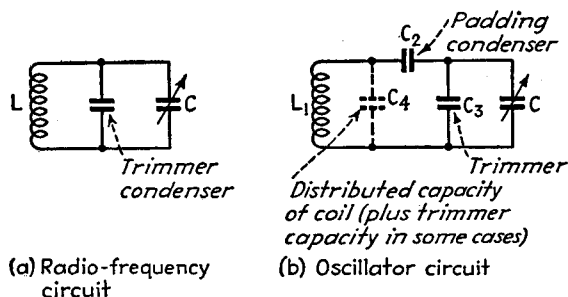 L
C
Trimmer
condenser
(a) Radio-frequency
circuit
C2
Padding
condenser
L1
C4
C3
C
Trimmer
Distributed capacity
of coil (plus trimmer
capacity in some cases)
(b) Oscillator circuit